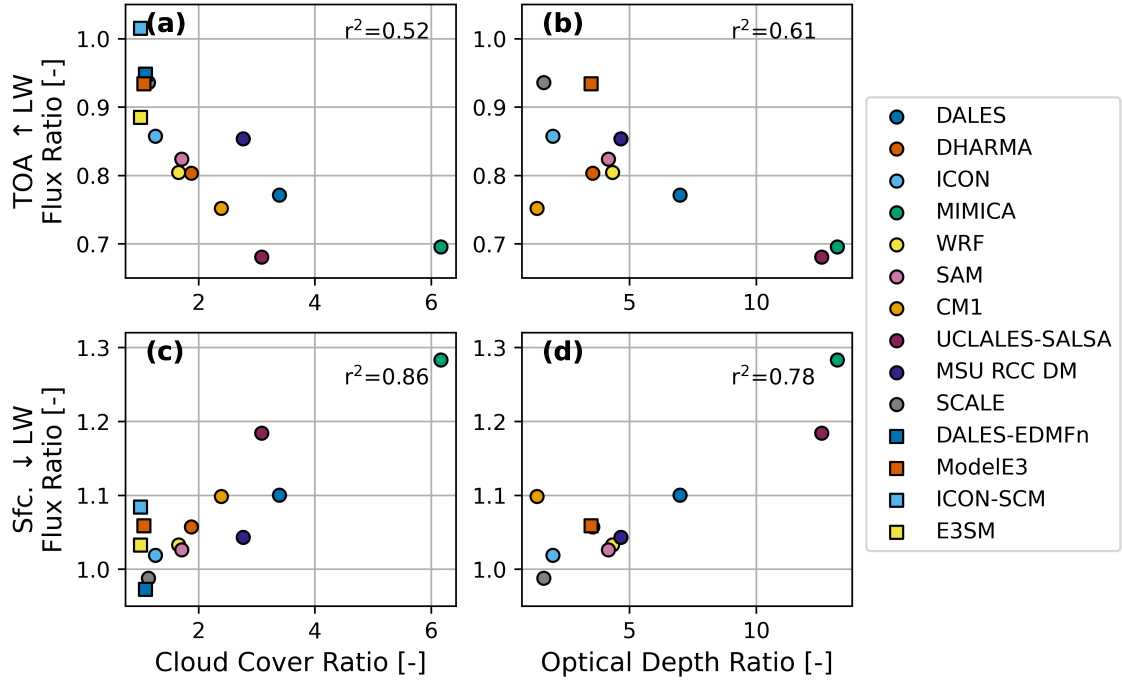 (a)
r²=0.52
(b)
r²=0.61
TOA ↑ LW
Flux Ratio [-]
1.0
0.9
0.8
0.7
2 4 6
5 10
(c)
r²=0.86
(d)
r²=0.78
Sfc. ↓ LW
Flux Ratio [-]
1.3
1.2
1.1
1.0
2 4 6
5 10
Cloud Cover Ratio [-]
Optical Depth Ratio [-]
1.0
0.9
0.8
0.7
1.3
1.2
1.1
1.0
DALES
DHARMA
ICON
MIMICA
WRF
SAM
CM1
UCLALES-SALSA
MSU RCC DM
SCALE
DALES-EDMFn
ModelE3
ICON-SCM
E3SM